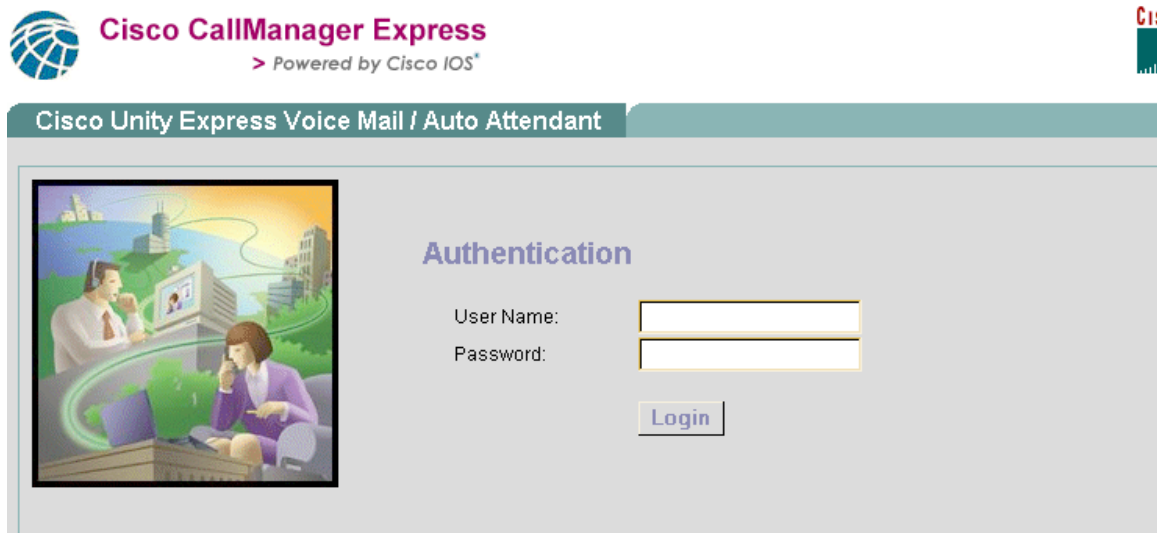 Cisco CallManager Express
> Powered by Cisco IOS*
Cisco Unity Express Voice Mail / Auto Attendant
Authentication
User Name:
Password:
Login